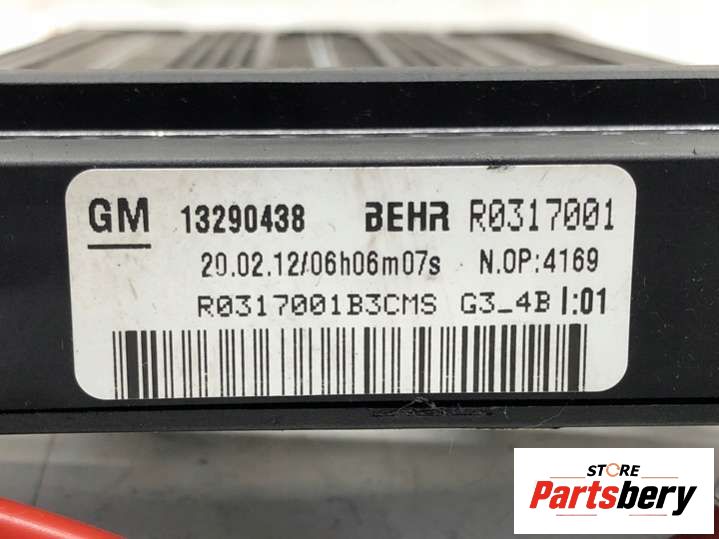 GM 13290438 BEHR R0317001
20.02.12/06h06m07s N.OP:4169
R0317001B3CMS G3_4B I:01
STORE
Partsbery